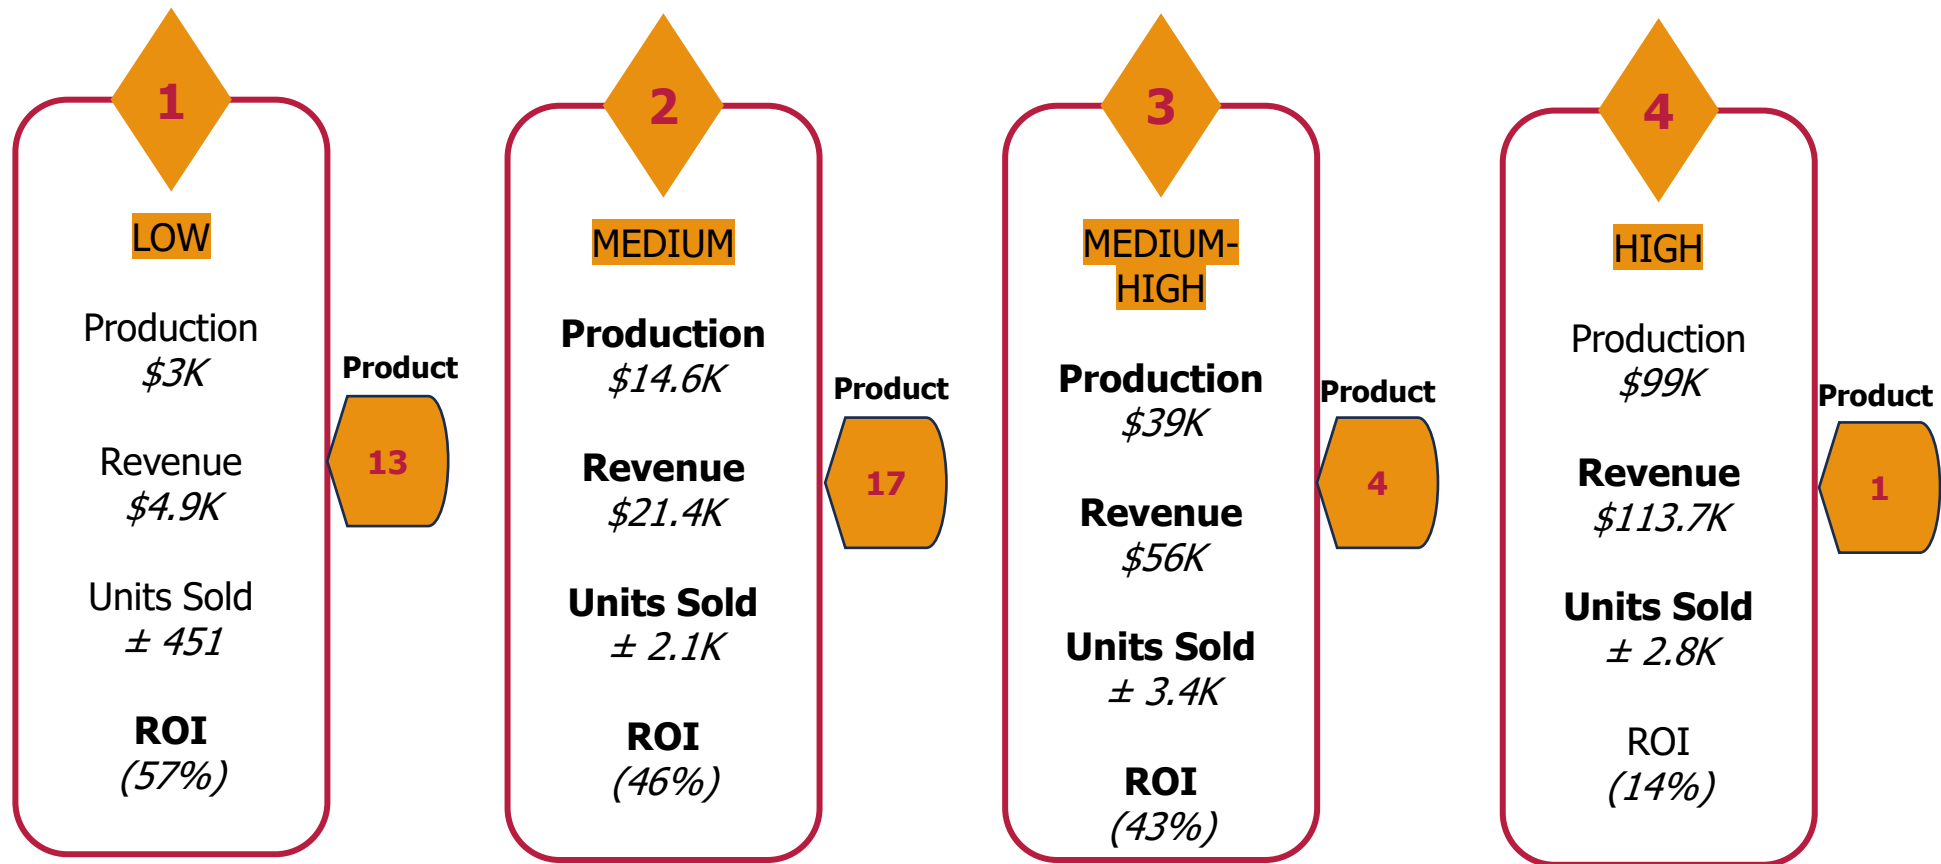 1
LOW
Production
$3K
Revenue
$4.9K
Units Sold
± 451
ROI
(57%)
Product
13
2
MEDIUM
Production
$14.6K
Revenue
$21.4K
Units Sold
± 2.1K
ROI
(46%)
Product
17
3
MEDIUM-
HIGH
Production
$39K
Revenue
$56K
Units Sold
± 3.4K
ROI
(43%)
Product
4
4
HIGH
Production
$99K
Revenue
$113.7K
Units Sold
± 2.8K
ROI
(14%)
Product
1